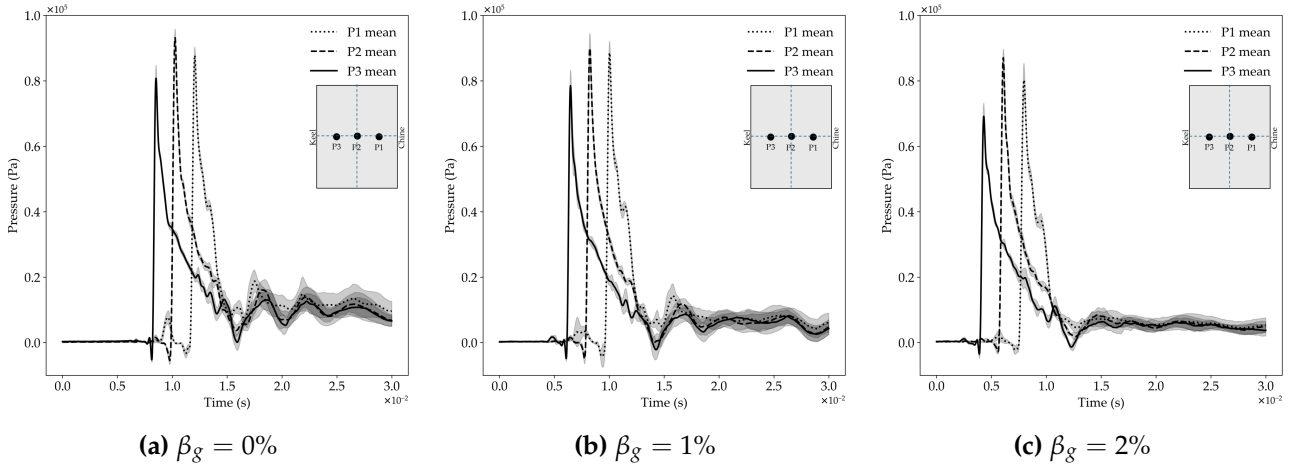 ×10⁵
1.0
0.8
0.6
0.4
0.2
0.0
Pressure (Pa)
P1 mean
P2 mean
P3 mean
Keel
P3
P2
P1
Chine
0.0 0.5 1.0 1.5 2.0 2.5 3.0
Time (s)
×10⁻²
(a) β_g = 0%
×10⁵
1.0
0.8
0.6
0.4
0.2
0.0
Pressure (Pa)
P1 mean
P2 mean
P3 mean
Keel
P3
P2
P1
Chine
0.0 0.5 1.0 1.5 2.0 2.5 3.0
Time (s)
×10⁻²
(b) β_g = 1%
×10⁵
1.0
0.8
0.6
0.4
0.2
0.0
Pressure (Pa)
P1 mean
P2 mean
P3 mean
Keel
P3
P2
P1
Chine
0.0 0.5 1.0 1.5 2.0 2.5 3.0
Time (s)
×10⁻²
(c) β_g = 2%